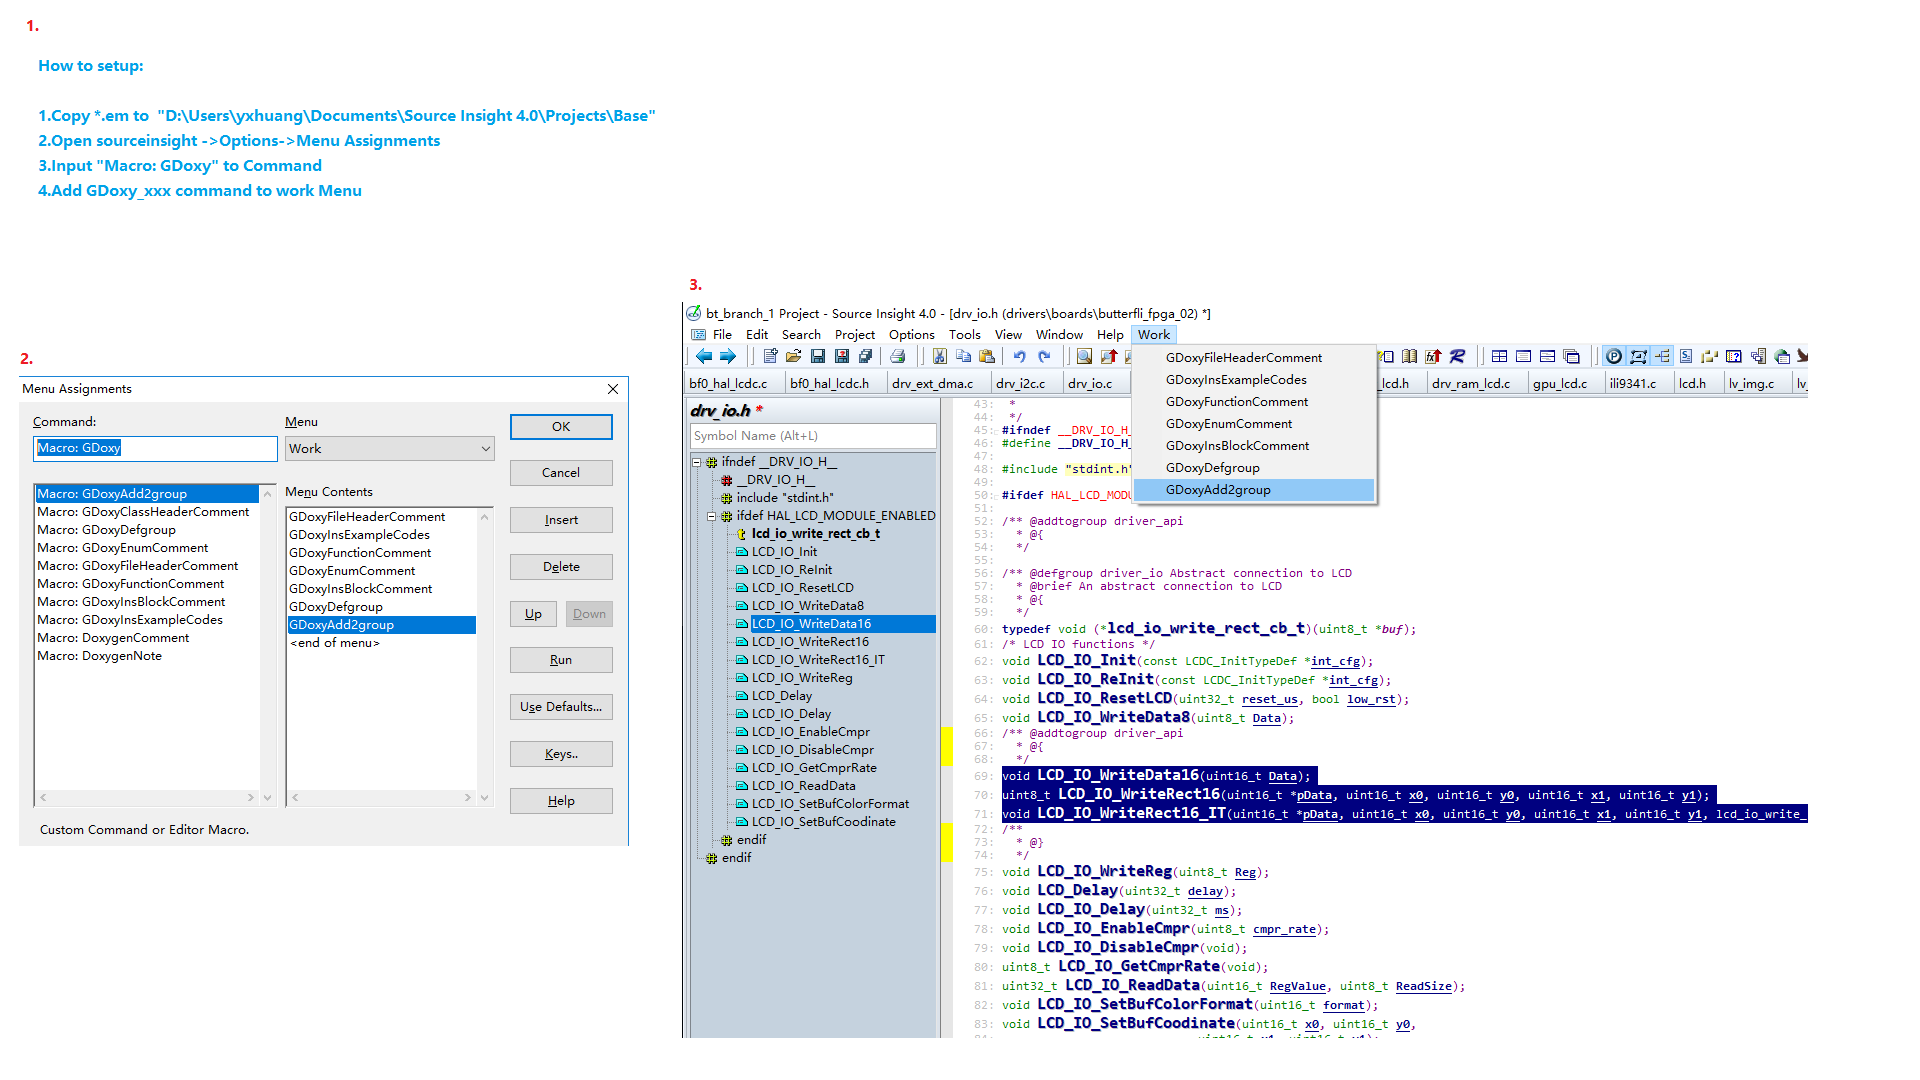 1.
How to setup:
1.Copy *.em to  "D:\Users\yxhuang\Documents\Source Insight 4.0\Projects\Base"
2.Open sourceinsight ->Options->Menu Assignments
3.Input "Macro: GDoxy" to Command
4.Add GDoxy_xxx command to work Menu
2.
Menu Assignments
Command:
Macro: GDoxy
Macro: GDoxyAdd2group
Macro: GDoxyClassHeaderComment
Macro: GDoxyDefgroup
Macro: GDoxyEnumComment
Macro: GDoxyFileHeaderComment
Macro: GDoxyFunctionComment
Macro: GDoxyInsBlockComment
Macro: GDoxyInsExampleCodes
Macro: DoxygenComment
Macro: DoxygenNote
Menu
Work
Menu Contents
GDoxyFileHeaderComment
GDoxyInsExampleCodes
GDoxyFunctionComment
GDoxyEnumComment
GDoxyInsBlockComment
GDoxyDefgroup
GDoxyAdd2group
<end of menu>
OK
Cancel
Insert
Delete
Up Down
Run
Use Defaults...
Keys..
Help
Custom Command or Editor Macro.
3.
bt_branch_1 Project - Source Insight 4.0 - [drv_io.h (drivers\boards\butterfli_fpga_02) *]
File Edit Search Project Options Tools View Window Help Work
GDoxyFileHeaderComment
GDoxyInsExampleCodes
GDoxyFunctionComment
GDoxyEnumComment
GDoxyInsBlockComment
GDoxyDefgroup
GDoxyAdd2group
bf0_hal_lcdc.c bf0_hal_lcdc.h drv_ext_dma.c drv_i2c.c drv_io.c _lcd.h drv_ram_lcd.c gpu_lcd.c ili9341.c lcd.h lv_img.c lv_
drv_io.h *
Symbol Name (Alt+L)
ifndef __DRV_IO_H__
__DRV_IO_H__
include "stdint.h"
ifdef HAL_LCD_MODULE_ENABLED
lcd_io_write_rect_cb_t
LCD_IO_Init
LCD_IO_ReInit
LCD_IO_ResetLCD
LCD_IO_WriteData8
LCD_IO_WriteData16
LCD_IO_WriteRect16
LCD_IO_WriteRect16_IT
LCD_IO_WriteReg
LCD_Delay
LCD_IO_Delay
LCD_IO_EnableCmpr
LCD_IO_DisableCmpr
LCD_IO_GetCmprRate
LCD_IO_ReadData
LCD_IO_SetBufColorFormat
LCD_IO_SetBufCoodinate
endif
endif
43: *
44: */
45: #ifndef __DRV_IO_H_
46: #define __DRV_IO_H_
47:
48: #include "stdint.h"
49:
50: #ifdef HAL_LCD_MODU
51:
52: /** @addtogroup driver_api
53: * @{
54: */
55:
56: /** @defgroup driver_io Abstract connection to LCD
57: * @brief An abstract connection to LCD
58: * @{
59: */
60: typedef void (*lcd_io_write_rect_cb_t)(uint8_t *buf);
61: /* LCD IO functions */
62: void LCD_IO_Init(const LCDC_InitTypeDef *int_cfg);
63: void LCD_IO_ReInit(const LCDC_InitTypeDef *int_cfg);
64: void LCD_IO_ResetLCD(uint32_t reset_us, bool low_rst);
65: void LCD_IO_WriteData8(uint8_t Data);
66: /** @addtogroup driver_api
67: * @{
68: */
69: void LCD_IO_WriteData16(uint16_t Data);
70: uint8_t LCD_IO_WriteRect16(uint16_t *pData, uint16_t x0, uint16_t y0, uint16_t x1, uint16_t y1);
71: void LCD_IO_WriteRect16_IT(uint16_t *pData, uint16_t x0, uint16_t y0, uint16_t x1, uint16_t y1, lcd_io_write_
72: /**
73: * @}
74: */
75: void LCD_IO_WriteReg(uint8_t Reg);
76: void LCD_Delay(uint32_t delay);
77: void LCD_IO_Delay(uint32_t ms);
78: void LCD_IO_EnableCmpr(uint8_t cmpr_rate);
79: void LCD_IO_DisableCmpr(void);
80: uint8_t LCD_IO_GetCmprRate(void);
81: uint32_t LCD_IO_ReadData(uint16_t RegValue, uint8_t ReadSize);
82: void LCD_IO_SetBufColorFormat(uint16_t format);
83: void LCD_IO_SetBufCoodinate(uint16_t x0, uint16_t y0,